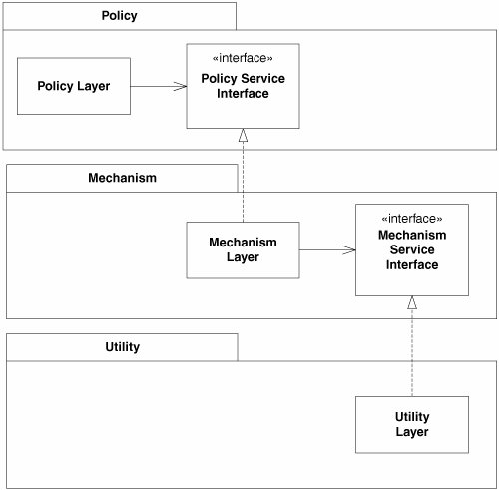 Policy
Policy Layer
«interface»
Policy Service
Interface
Mechanism
Mechanism
Layer
«interface»
Mechanism
Service
Interface
Utility
Utility
Layer